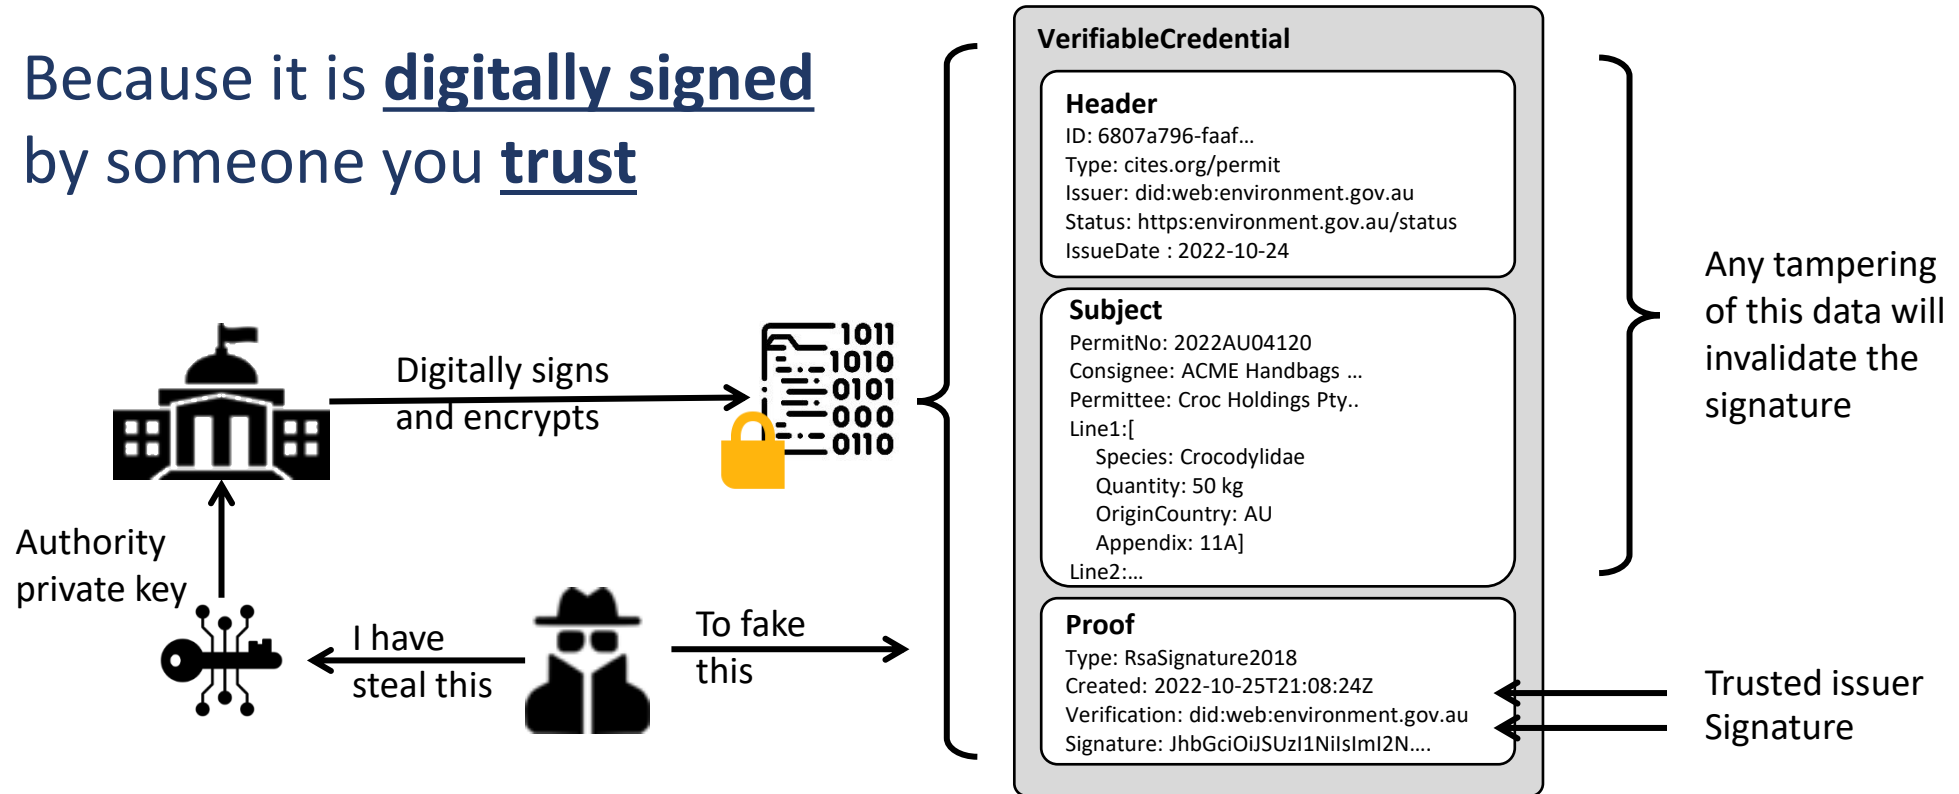 Because it is digitally signed
by someone you trust
1011
1010
0101
000
0110
Digitally signs
and encrypts
Authority
private key
I have
steal this
To fake
this
VerifiableCredential
Header
ID: 6807a796-faaf...
Type: cites.org/permit
Issuer: did:web:environment.gov.au
Status: https:environment.gov.au/status
IssueDate : 2022-10-24
Subject
PermitNo: 2022AU04120
Consignee: ACME Handbags ...
Permittee: Croc Holdings Pty..
Line1:[
Species: Crocodylidae
Quantity: 50 kg
OriginCountry: AU
Appendix: 11A]
Line2:...
Proof
Type: RsaSignature2018
Created: 2022-10-25T21:08:24Z
Verification: did:web:environment.gov.au
Signature: JhbGciOiJSUzI1NiIsImI2N....
Any tampering
of this data will
invalidate the
signature
Trusted issuer
Signature